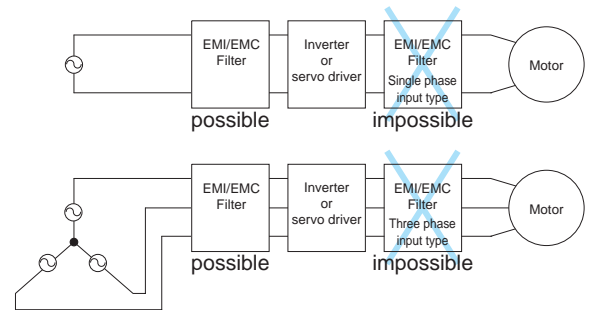 EMI/EMC
Filter
Inverter
or
servo driver
EMI/EMC
Filter
Single phase
input type
Motor
possible
impossible
EMI/EMC
Filter
Inverter
or
servo driver
EMI/EMC
Filter
Three phase
input type
Motor
possible
impossible